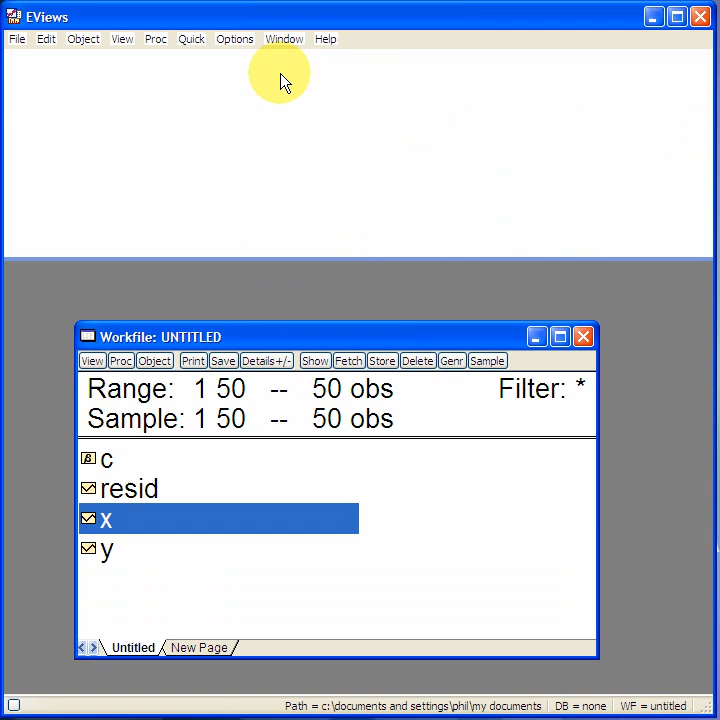 EViews
File Edit Object View Proc Quick Options Window Help
Workfile: UNTITLED
View Proc Object Print Save Details+/- Show Fetch Store Delete Genr Sample
Range: 1 50 -- 50 obs Filter: *
Sample: 1 50 -- 50 obs
β c
resid
x
y
Untitled New Page
Path = c:\documents and settings\phil\my documents DB = none WF = untitled